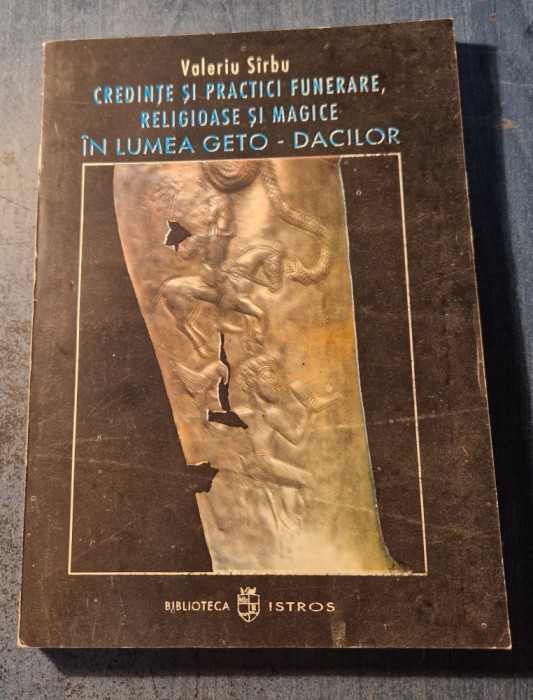 Valeriu Sîrbu
CREDINȚE ȘI PRACTICI FUNERARE,
RELIGIOASE ȘI MAGICE
ÎN LUMEA GETO - DACILOR
BIBLIOTECA ISTROS